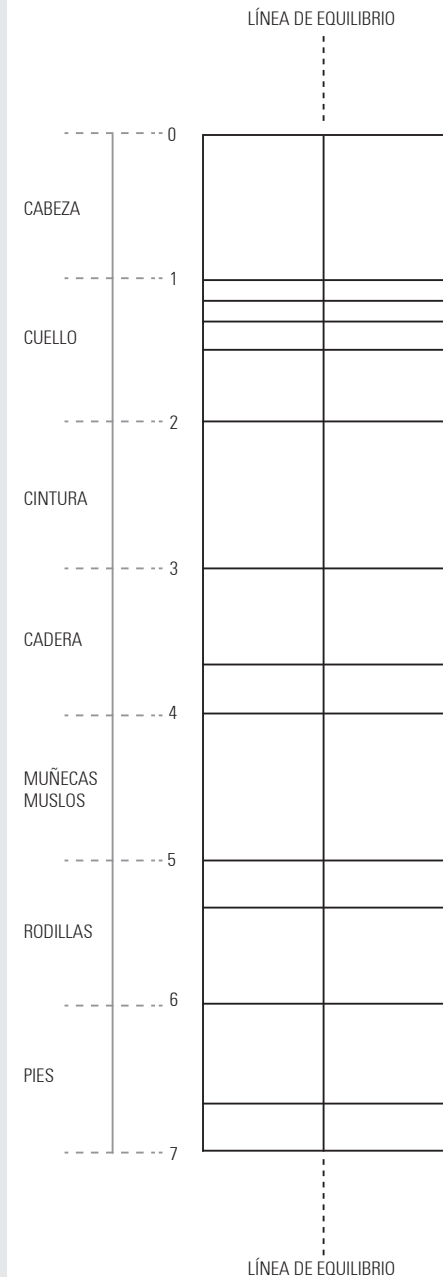 LÍNEA DE EQUILIBRIO
0
CABEZA
1
CUELLO
2
CINTURA
3
CADERA
4
MUÑECAS
MUSLOS
5
RODILLAS
6
PIES
7
LÍNEA DE EQUILIBRIO